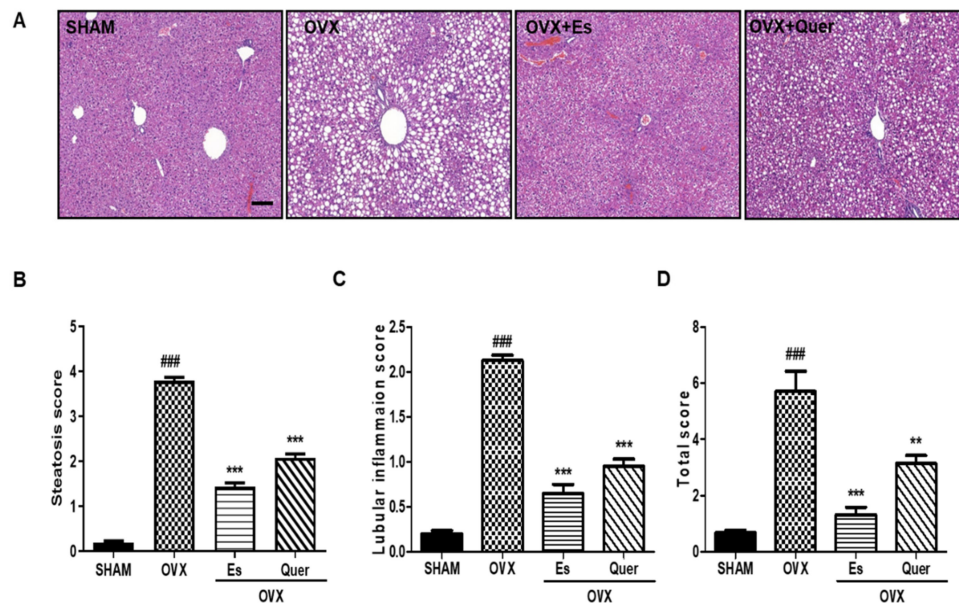 A
SHAM
OVX
OVX+Es
OVX+Quer
B
Steatosis score
5
4
3
2
1
0
###
***
***
SHAM
OVX
Es
Quer
OVX
C
Lubular inflammaion score
2.5
2.0
1.5
1.0
0.5
0.0
###
***
***
SHAM
OVX
Es
Quer
OVX
D
Total score
8
6
4
2
0
###
***
**
SHAM
OVX
Es
Quer
OVX